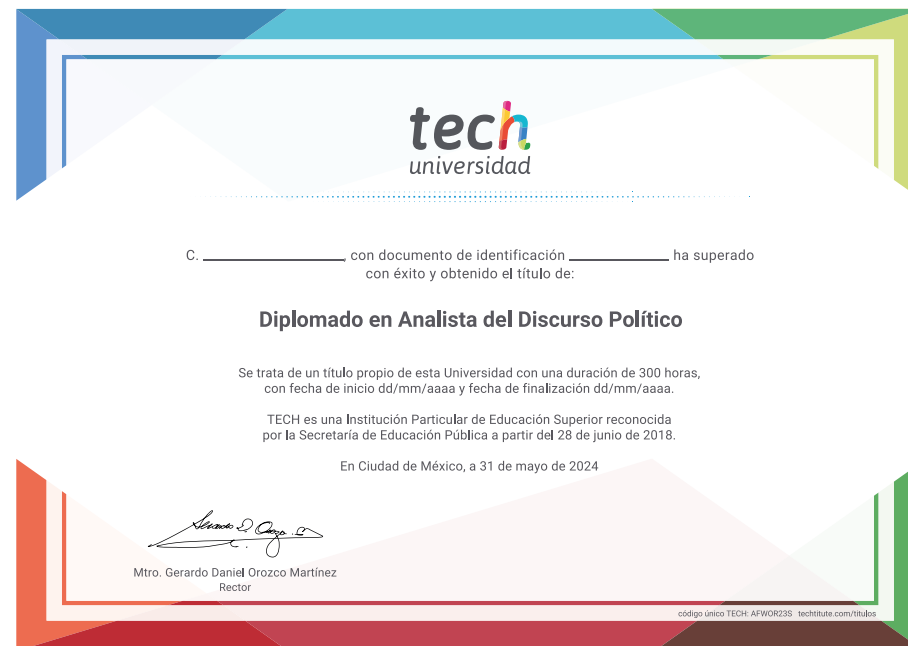 tech
universidad
C. ____________________, con documento de identificación ______________ ha superado
con éxito y obtenido el título de:
Diplomado en Analista del Discurso Político
Se trata de un título propio de esta Universidad con una duración de 300 horas,
con fecha de inicio dd/mm/aaaa y fecha de finalización dd/mm/aaaa.
TECH es una Institución Particular de Educación Superior reconocida
por la Secretaría de Educación Pública a partir del 28 de junio de 2018.
En Ciudad de México, a 31 de mayo de 2024
Mtro. Gerardo Daniel Orozco Martínez
Rector
código único TECH: AFWOR23S techtitute.com/titulos